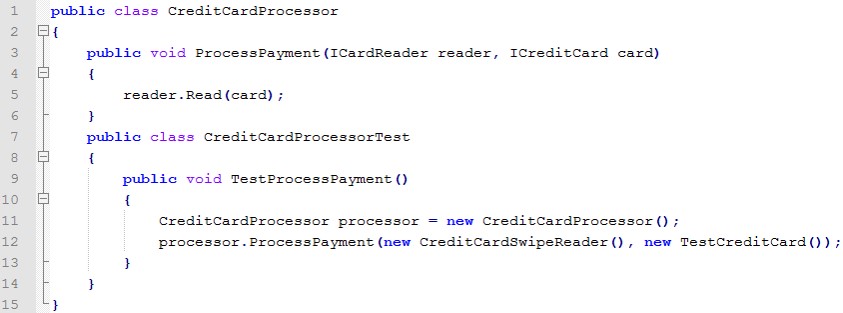 1 public class CreditCardProcessor
2 {
3 public void ProcessPayment(ICardReader reader, ICreditCard card)
4 {
5 reader.Read(card);
6 }
7 public class CreditCardProcessorTest
8 {
9 public void TestProcessPayment()
10 {
11 CreditCardProcessor processor = new CreditCardProcessor();
12 processor.ProcessPayment(new CreditCardSwipeReader(), new TestCreditCard());
13 }
14 }
15 }